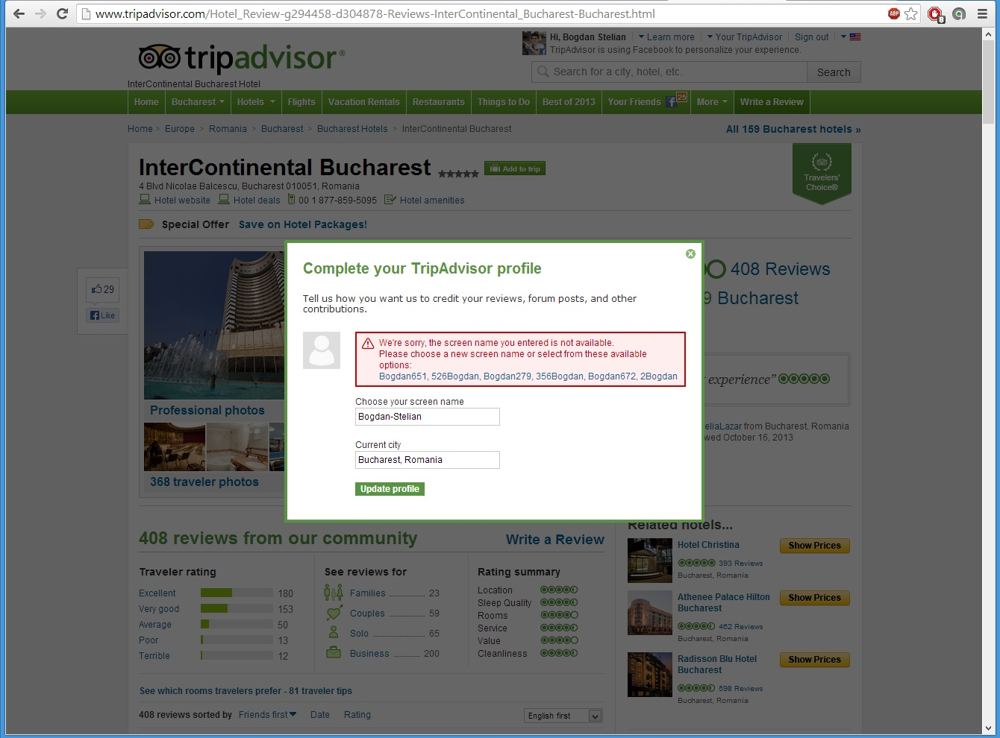 www.tripadvisor.com/Hotel_Review-g294458-d304878-Reviews-InterContinental_Bucharest-Bucharest.html
ABP
8
tripadvisor®
InterContinental Bucharest Hotel
Hi, Bogdan Stelian Learn more Your TripAdvisor Sign out
TripAdvisor is using Facebook to personalize your experience.
Search for a city, hotel, etc. Search
Home Bucharest Hotels Flights Vacation Rentals Restaurants Things to Do Best of 2013 Your Friends f 25 More Write a Review
Home > Europe > Romania > Bucharest > Bucharest Hotels > InterContinental Bucharest
All 159 Bucharest hotels »
InterContinental Bucharest Add to trip
4 Blvd Nicolae Balcescu, Bucharest 010051, Romania
Hotel website Hotel deals 00 1 877-859-5095 Hotel amenities
Travelers'
Choice®
Special Offer Save on Hotel Packages!
29
Like
Professional photos
368 traveler photos
408 Reviews
9 Bucharest
experience”
eliaLazar from Bucharest, Romania
wed October 16, 2013
Complete your TripAdvisor profile
Tell us how you want us to credit your reviews, forum posts, and other
contributions.
We're sorry, the screen name you entered is not available.
Please choose a new screen name or select from these available
options:
Bogdan651, 526Bogdan, Bogdan279, 356Bogdan, Bogdan672, 2Bogdan
Choose your screen name
Bogdan-Stelian
Current city
Bucharest, Romania
Update profile
408 reviews from our community Write a Review
Traveler rating
Excellent 180
Very good 153
Average 50
Poor 13
Terrible 12
See reviews for
Families 23
Couples 59
Solo 65
Business 200
Rating summary
Location
Sleep Quality
Rooms
Service
Value
Cleanliness
See which rooms travelers prefer - 81 traveler tips
408 reviews sorted by Friends first Date Rating English first
Related hotels...
Hotel Christina Show Prices
393 Reviews
Bucharest, Romania
Athenee Palace Hilton
Bucharest
Show Prices
462 Reviews
Bucharest, Romania
Radisson Blu Hotel
Bucharest
Show Prices
598 Reviews
Bucharest, Romania